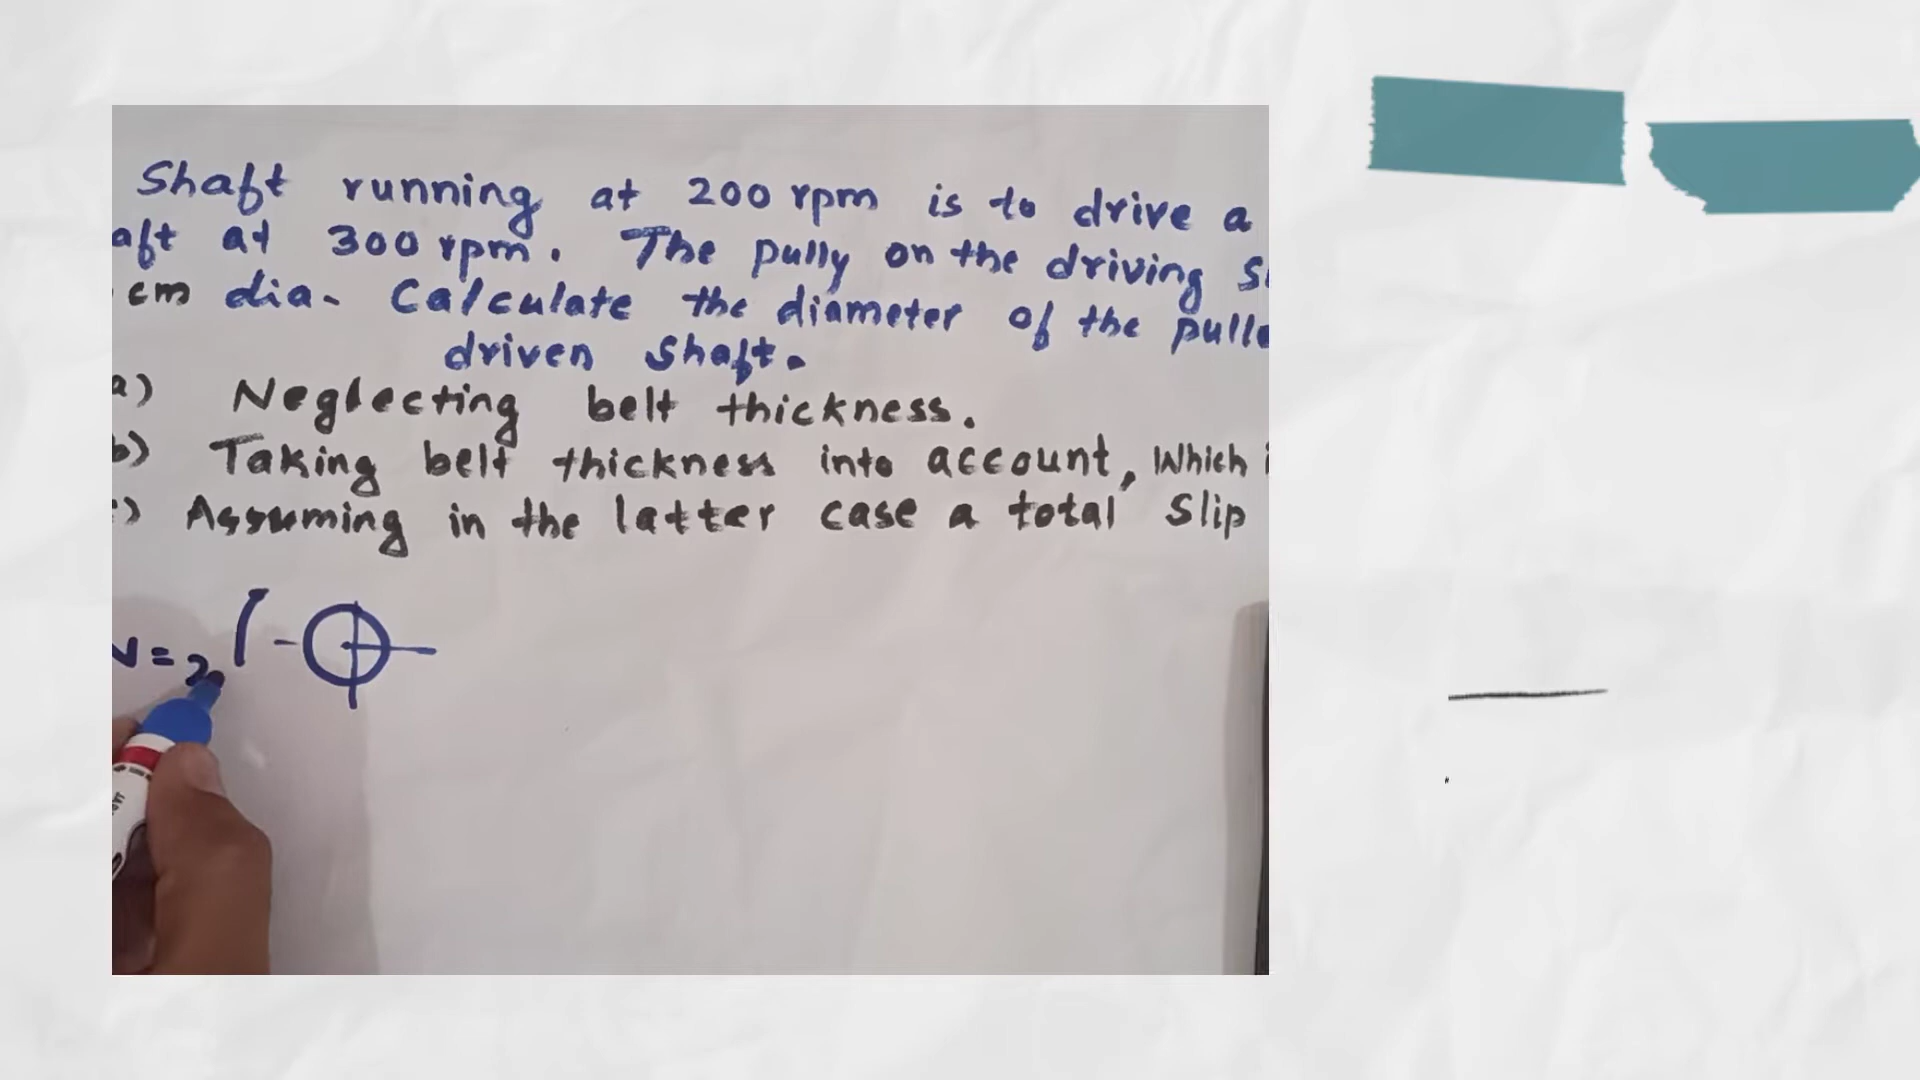 Shaft running at 200 rpm is to drive a
aft at 300 rpm. The pully on the driving S
cm dia. Calculate the diameter of the pulle
driven shaft.
a) Neglecting belt thickness.
b) Taking belt thickness into account, Which i
c) Assuming in the latter case a total Slip
N = 2